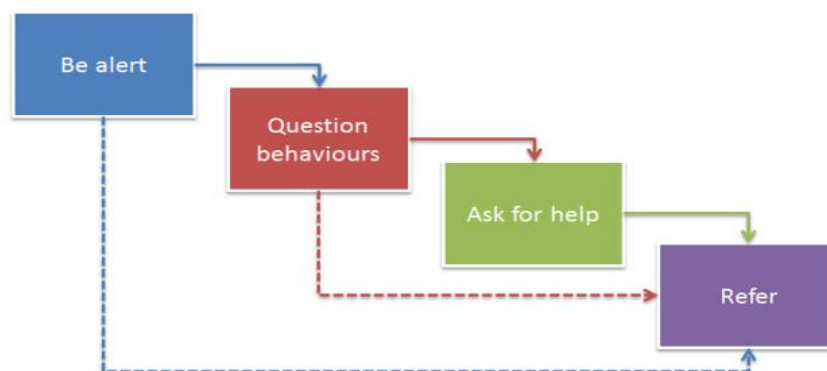 Be alert
Question
behaviours
Ask for help
Refer